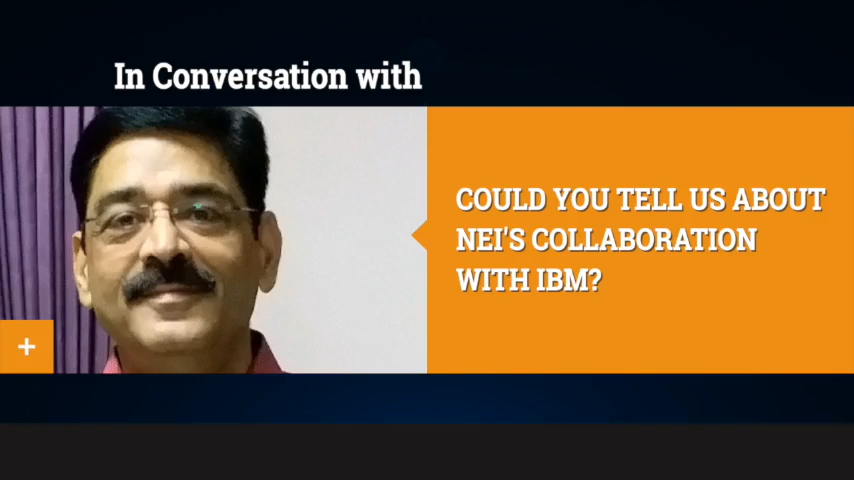 In Conversation with
COULD YOU TELL US ABOUT
NEI'S COLLABORATION
WITH IBM?
+